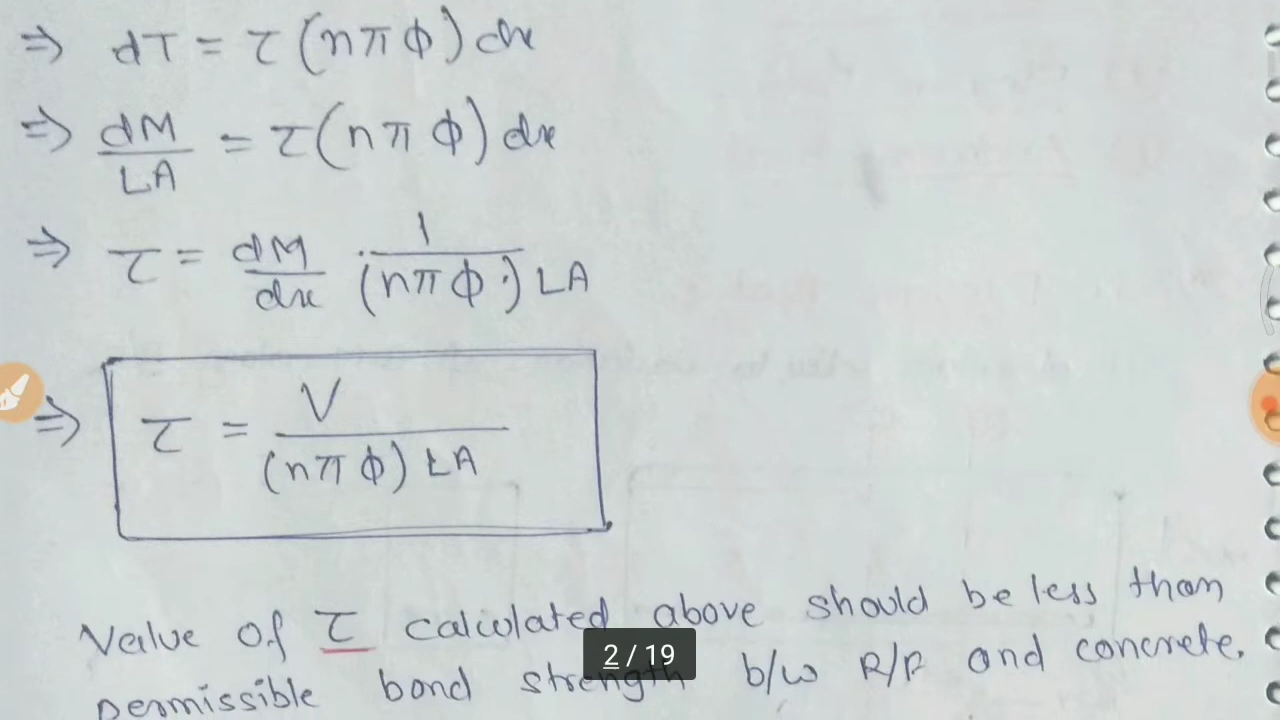 ⇒ dT = τ (nπϕ) dx
⇒ dM/LA = τ(nπϕ) dx
⇒ τ = dM/dx · 1/(nπϕ·) LA
⇒ τ = V/(nπϕ) LA
Value of τ calculated above should be less than
permissible bond strength b/w R/F and concrete.
2 / 19